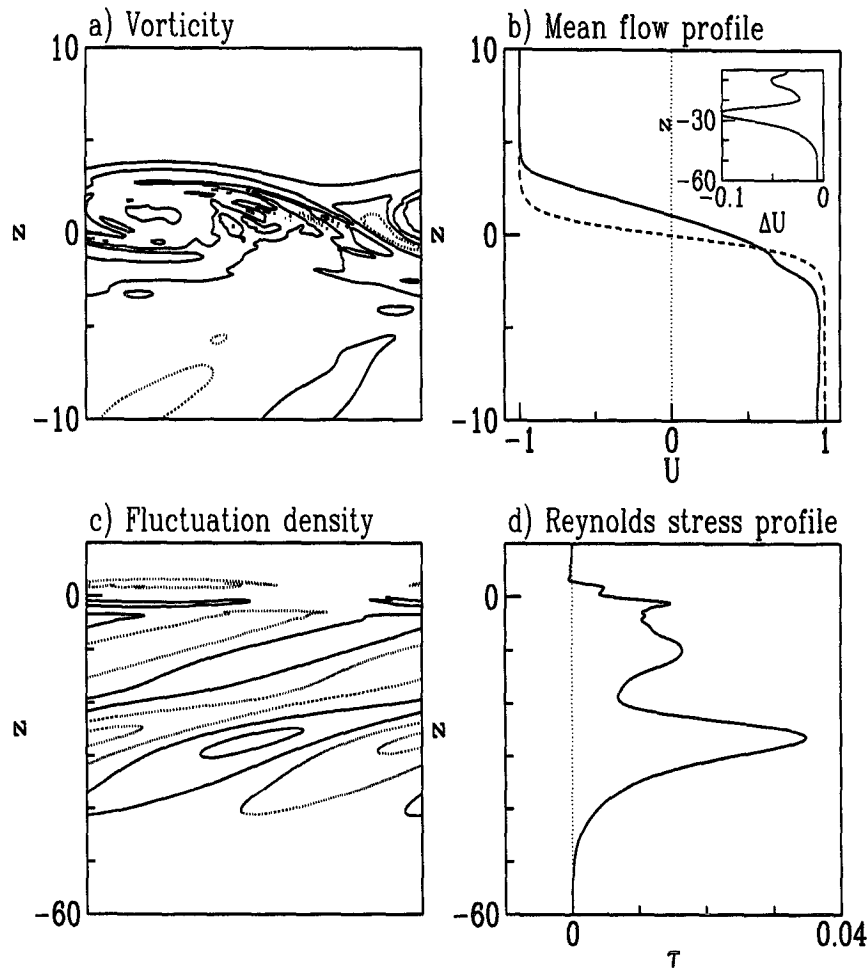 a) Vorticity
10
z
0
-10
b) Mean flow profile
10
z
0
-10
-1
0
1
U
z
-30
-60
-0.1
0
ΔU
c) Fluctuation density
0
z
-60
d) Reynolds stress profile
0
z
-60
0
0.04
τ